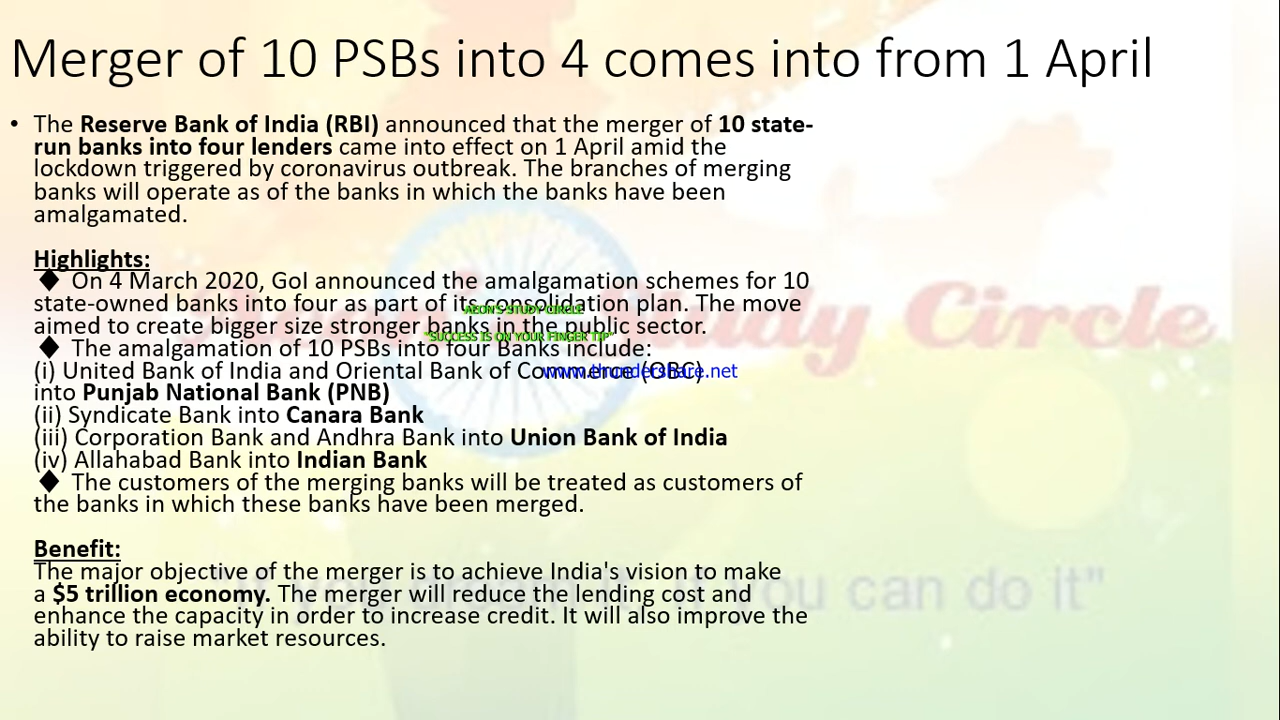 Merger of 10 PSBs into 4 comes into from 1 April
• The Reserve Bank of India (RBI) announced that the merger of 10 state-
run banks into four lenders came into effect on 1 April amid the
lockdown triggered by coronavirus outbreak. The branches of merging
banks will operate as of the banks in which the banks have been
amalgamated.
Highlights:
◆ On 4 March 2020, GoI announced the amalgamation schemes for 10
state-owned banks into four as part of its consolidation plan. The move
AEON'S STUDY CIRCLE
aimed to create bigger size stronger banks in the public sector.
"SUCCESS IS ON YOUR FINGER TIP"
◆ The amalgamation of 10 PSBs into four Banks include:
(i) United Bank of India and Oriental Bank of Commerce (OBC)
www.thundershare.net
into Punjab National Bank (PNB)
(ii) Syndicate Bank into Canara Bank
(iii) Corporation Bank and Andhra Bank into Union Bank of India
(iv) Allahabad Bank into Indian Bank
◆ The customers of the merging banks will be treated as customers of
the banks in which these banks have been merged.
Benefit:
The major objective of the merger is to achieve India's vision to make
a $5 trillion economy. The merger will reduce the lending cost and
enhance the capacity in order to increase credit. It will also improve the
ability to raise market resources.
Study Circle
you can do it"